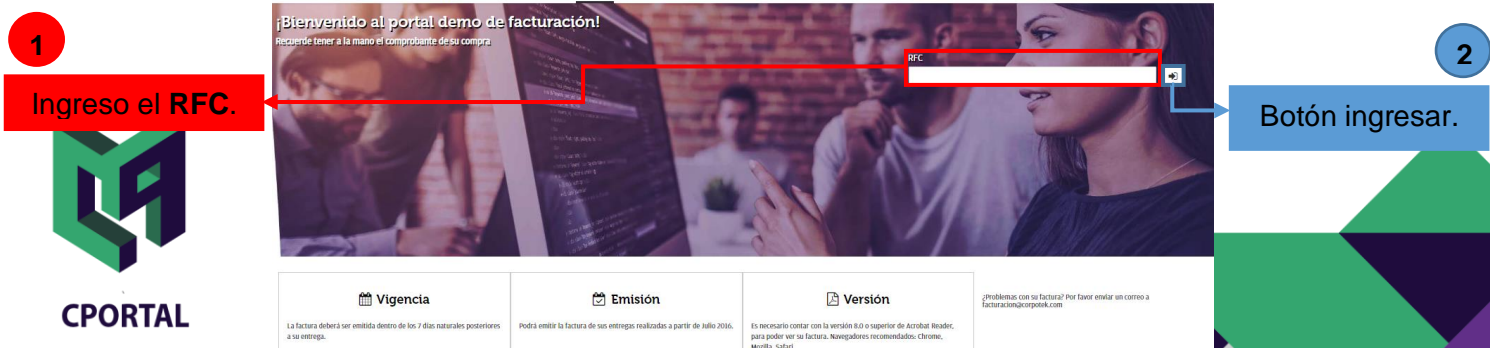 ¡Bienvenido al portal demo de facturación!
Recuerde tener a la mano el comprobante de su compra
1
Ingreso el RFC.
RFC
2
Botón ingresar.
CPORTAL
Vigencia
La factura deberá ser emitida dentro de los 7 días naturales posteriores
a su entrega.
Emisión
Podrá emitir la factura de sus entregas realizadas a partir de Julio 2016.
Versión
Es necesario contar con la versión 8.0 o superior de Acrobat Reader,
para poder ver su factura. Navegadores recomendados: Chrome,
Mozilla, Safari
¿Problemas con su factura? Por favor enviar un correo a
facturacion@corpotek.com